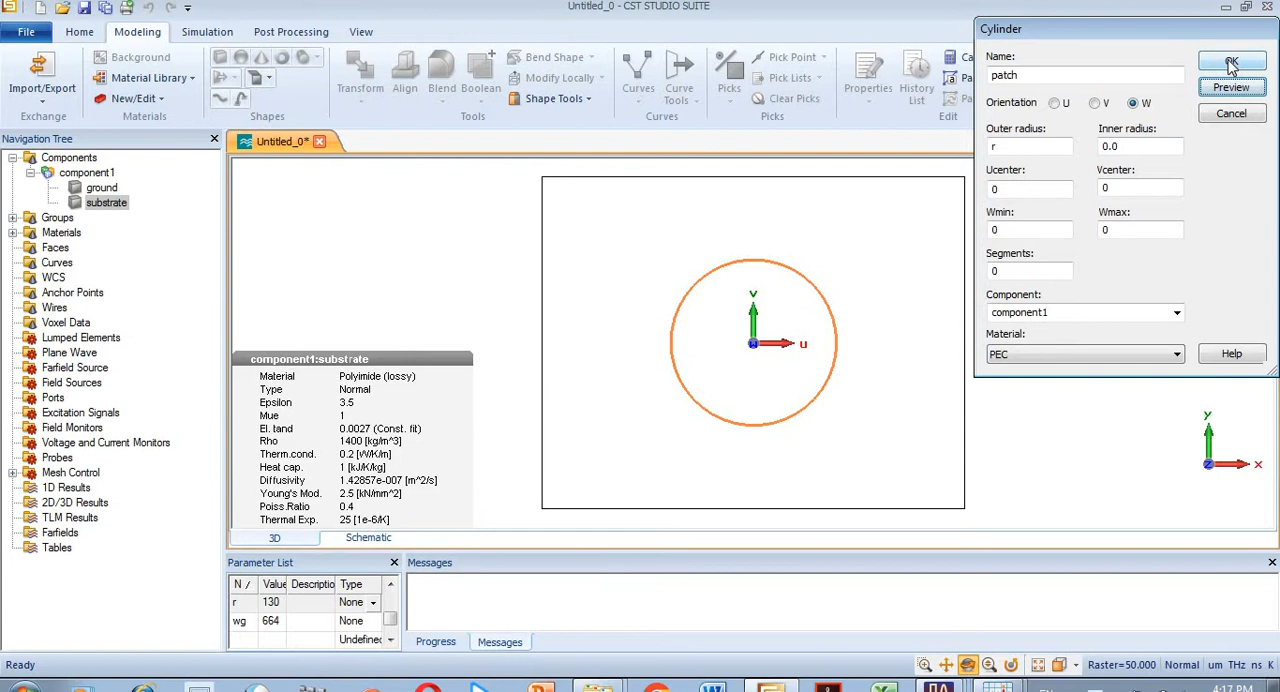 Untitled_0 - CST STUDIO SUITE
File Home Modeling Simulation Post Processing View
Import/Export
Exchange
Background
Material Library
New/Edit
Materials
Shapes
Transform Align Blend Boolean
Bend Shape
Modify Locally
Shape Tools
Tools
Curves Curve Tools
Curves
Picks
Pick Point
Pick Lists
Clear Picks
Picks
Properties History List
Edit
Navigation Tree
Components
component1
ground
substrate
Groups
Materials
Faces
Curves
WCS
Anchor Points
Wires
Voxel Data
Lumped Elements
Plane Wave
Farfield Source
Field Sources
Ports
Excitation Signals
Field Monitors
Voltage and Current Monitors
Probes
Mesh Control
1D Results
2D/3D Results
TLM Results
Farfields
Tables
Untitled_0*
v
u
component1:substrate
Material Polyimide (lossy)
Type Normal
Epsilon 3.5
Mue 1
El. tand 0.0027 (Const. fit)
Rho 1400 [kg/m^3]
Therm.cond. 0.2 [W/K/m]
Heat cap. 1 [kJ/K/kg]
Diffusivity 1.42857e-007 [m^2/s]
Young's Mod. 2.5 [kN/mm^2]
Poiss.Ratio 0.4
Thermal Exp. 25 [1e-6/K]
3D Schematic
y
x
Cylinder
Name:
patch
Orientation U V W
Outer radius: Inner radius:
r 0.0
Ucenter: Vcenter:
0 0
Wmin: Wmax:
0 0
Segments:
0
Component:
component1
Material:
PEC
OK
Preview
Cancel
Help
Parameter List
N / Value Descriptio Type
r 130 None
wg 664 None
Undefined
Messages
Progress Messages
Ready
Raster=50.000 Normal um THz ns K
4:17 PM